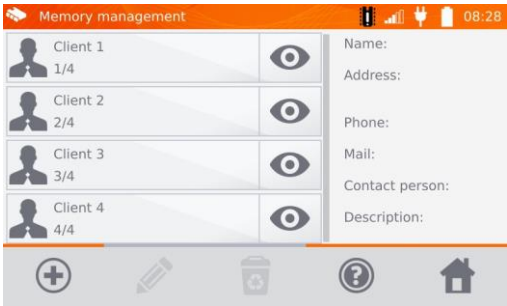 Memory management
08:28
Client 1
1/4
Client 2
2/4
Client 3
3/4
Client 4
4/4
Name:
Address:
Phone:
Mail:
Contact person:
Description: